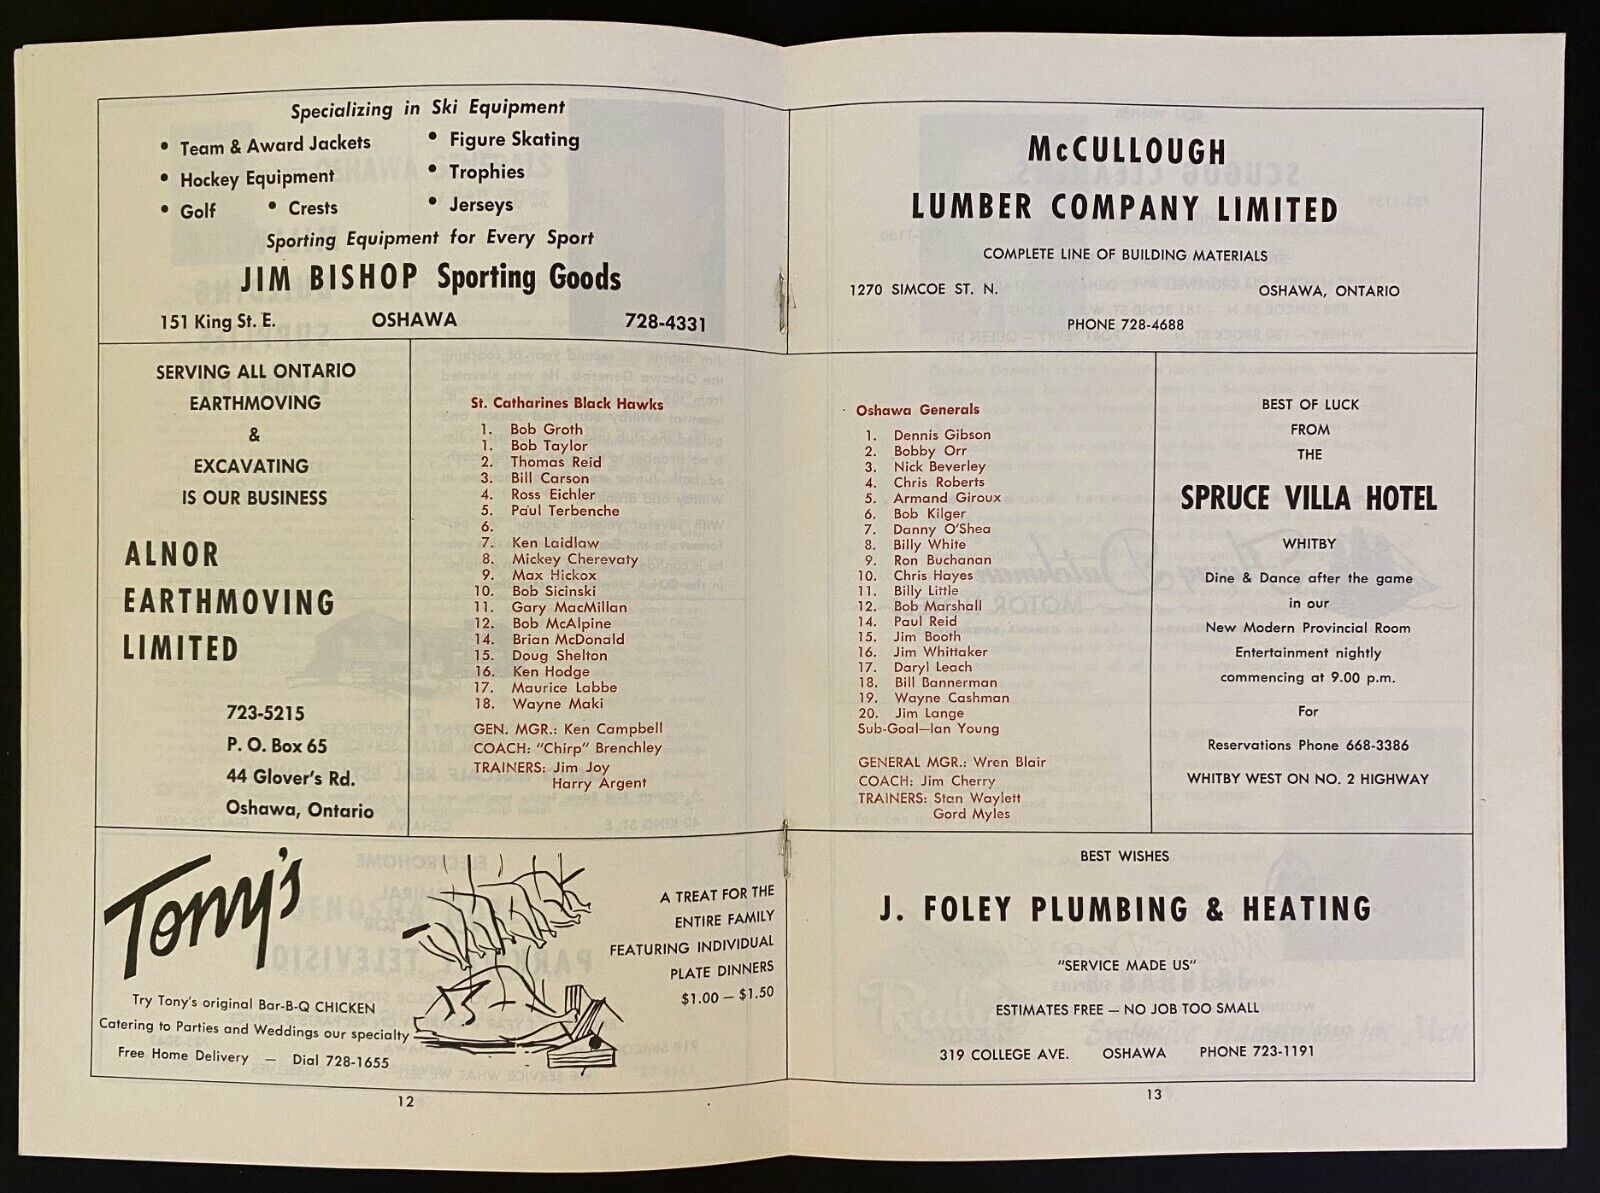 Specializing in Ski Equipment
• Team & Award Jackets
• Figure Skating
• Hockey Equipment
• Trophies
• Golf • Crests
• Jerseys
Sporting Equipment for Every Sport
JIM BISHOP Sporting Goods
151 King St. E. OSHAWA 728-4331
SERVING ALL ONTARIO
EARTHMOVING
&
EXCAVATING
IS OUR BUSINESS
ALNOR
EARTHMOVING
LIMITED
723-5215
P. O. Box 65
44 Glover's Rd.
Oshawa, Ontario
St. Catharines Black Hawks
1. Bob Groth
1. Bob Taylor
2. Thomas Reid
3. Bill Carson
4. Ross Eichler
5. Paul Terbenche
6.
7. Ken Laidlaw
8. Mickey Cherevaty
9. Max Hickox
10. Bob Sicinski
11. Gary MacMillan
12. Bob McAlpine
14. Brian McDonald
15. Doug Shelton
16. Ken Hodge
17. Maurice Labbe
18. Wayne Maki
GEN. MGR.: Ken Campbell
COACH: "Chirp" Brenchley
TRAINERS: Jim Joy
Harry Argent
Tony's
Try Tony's original Bar-B-Q CHICKEN
Catering to Parties and Weddings our specialty
Free Home Delivery — Dial 728-1655
A TREAT FOR THE
ENTIRE FAMILY
FEATURING INDIVIDUAL
PLATE DINNERS
$1.00 — $1.50
12
McCULLOUGH
LUMBER COMPANY LIMITED
COMPLETE LINE OF BUILDING MATERIALS
1270 SIMCOE ST. N. OSHAWA, ONTARIO
PHONE 728-4688
Oshawa Generals
1. Dennis Gibson
2. Bobby Orr
3. Nick Beverley
4. Chris Roberts
5. Armand Giroux
6. Bob Kilger
7. Danny O'Shea
8. Billy White
9. Ron Buchanan
10. Chris Hayes
11. Billy Little
12. Bob Marshall
14. Paul Reid
15. Jim Booth
16. Jim Whittaker
17. Daryl Leach
18. Bill Bannerman
19. Wayne Cashman
20. Jim Lange
Sub-Goal—Ian Young
GENERAL MGR.: Wren Blair
COACH: Jim Cherry
TRAINERS: Stan Waylett
Gord Myles
BEST OF LUCK
FROM
THE
SPRUCE VILLA HOTEL
WHITBY
Dine & Dance after the game
in our
New Modern Provincial Room
Entertainment nightly
commencing at 9.00 p.m.
For
Reservations Phone 668-3386
WHITBY WEST ON NO. 2 HIGHWAY
BEST WISHES
J. FOLEY PLUMBING & HEATING
"SERVICE MADE US"
ESTIMATES FREE — NO JOB TOO SMALL
319 COLLEGE AVE. OSHAWA PHONE 723-1191
13